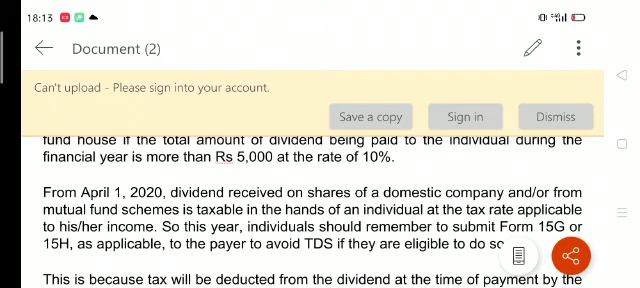 18:13
Document (2)
Can't upload - Please sign into your account.
Save a copy
Sign in
Dismiss
fund house if the total amount of dividend being paid to the individual during the
financial year is more than Rs 5,000 at the rate of 10%.
From April 1, 2020, dividend received on shares of a domestic company and/or from
mutual fund schemes is taxable in the hands of an individual at the tax rate applicable
to his/her income. So this year, individuals should remember to submit Form 15G or
15H, as applicable, to the payer to avoid TDS if they are eligible to do so
This is because tax will be deducted from the dividend at the time of payment by the